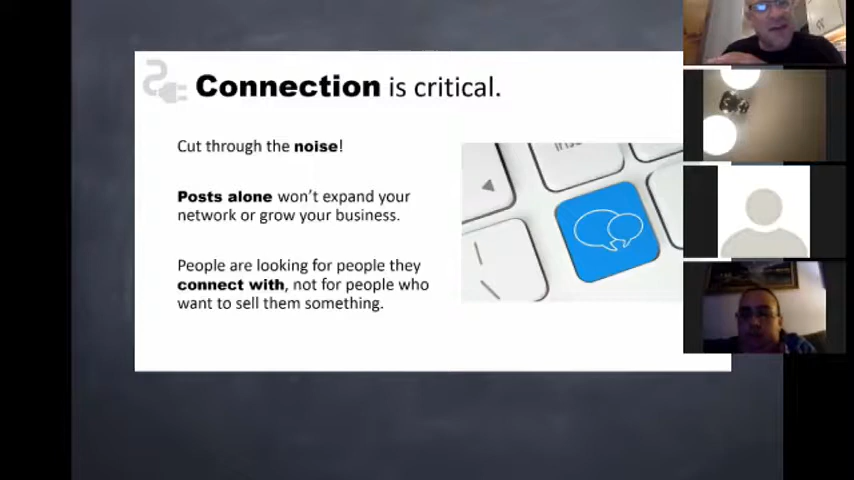 Connection is critical.
Cut through the noise!
Posts alone won't expand your
network or grow your business.
People are looking for people they
connect with, not for people who
want to sell them something.